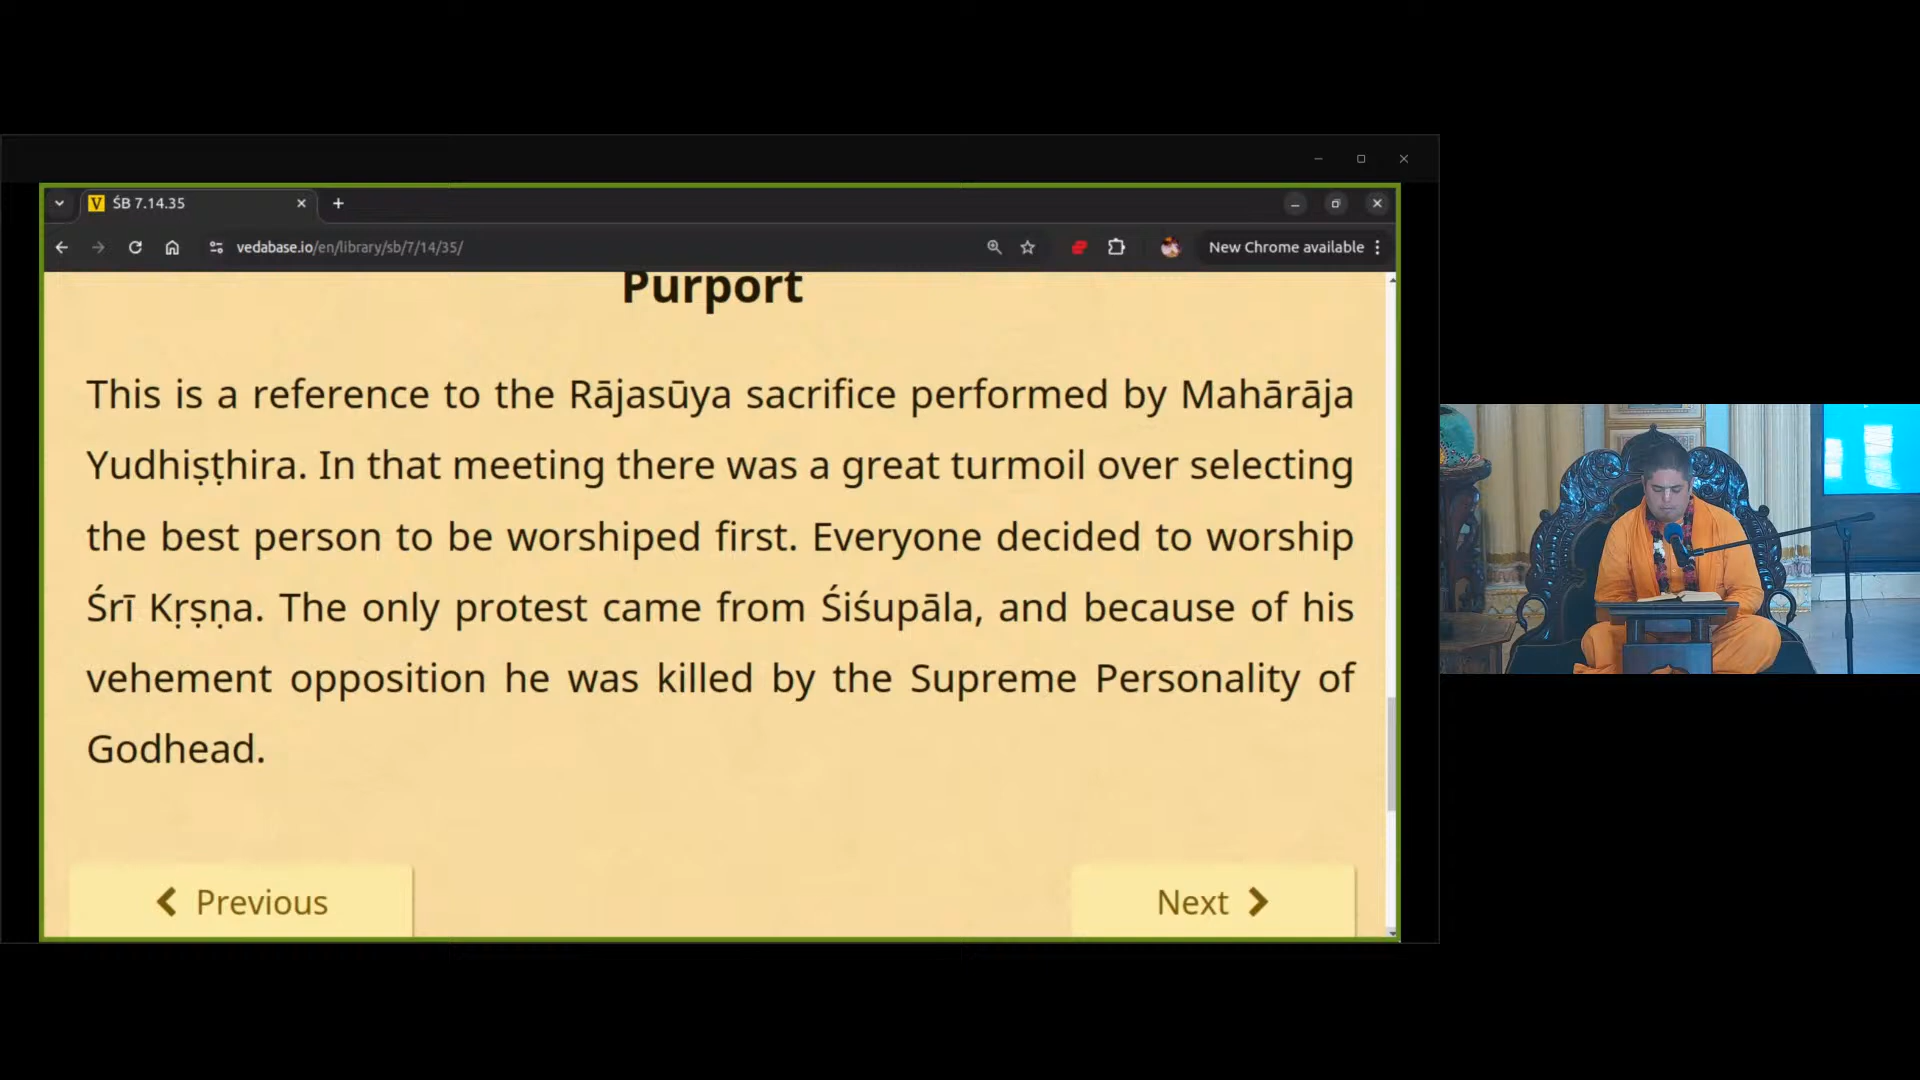 ŚB 7.14.35
vedabase.io/en/library/sb/7/14/35/
New Chrome available
Purport
This is a reference to the Rājasūya sacrifice performed by Mahārāja
Yudhiṣṭhira. In that meeting there was a great turmoil over selecting
the best person to be worshiped first. Everyone decided to worship
Śrī Kṛṣṇa. The only protest came from Śiśupāla, and because of his
vehement opposition he was killed by the Supreme Personality of
Godhead.
Previous
Next